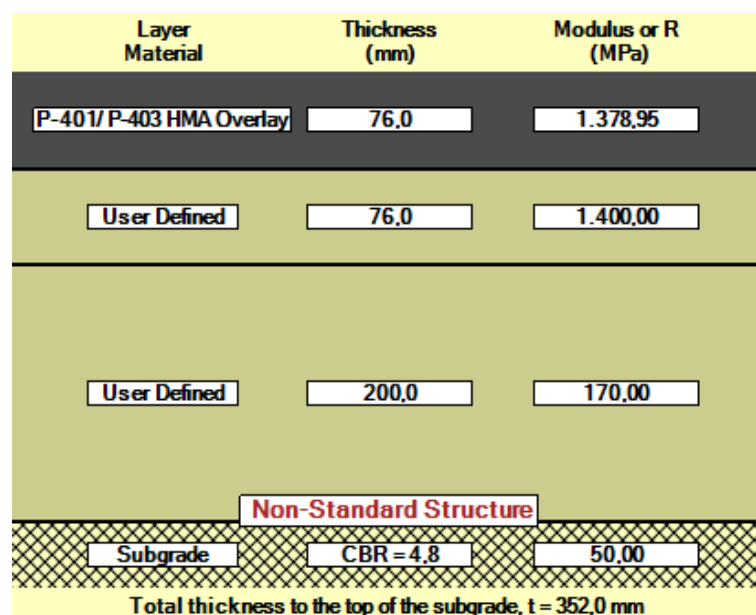 Layer Thickness Modulus or R
Material (mm) (MPa)
P-401/ P-403 HMA Overlay 76,0 1.378,95
User Defined 76,0 1.400,00
User Defined 200,0 170,00
Non-Standard Structure
Subgrade CBR = 4,8 50,00
Total thickness to the top of the subgrade, t = 352,0 mm